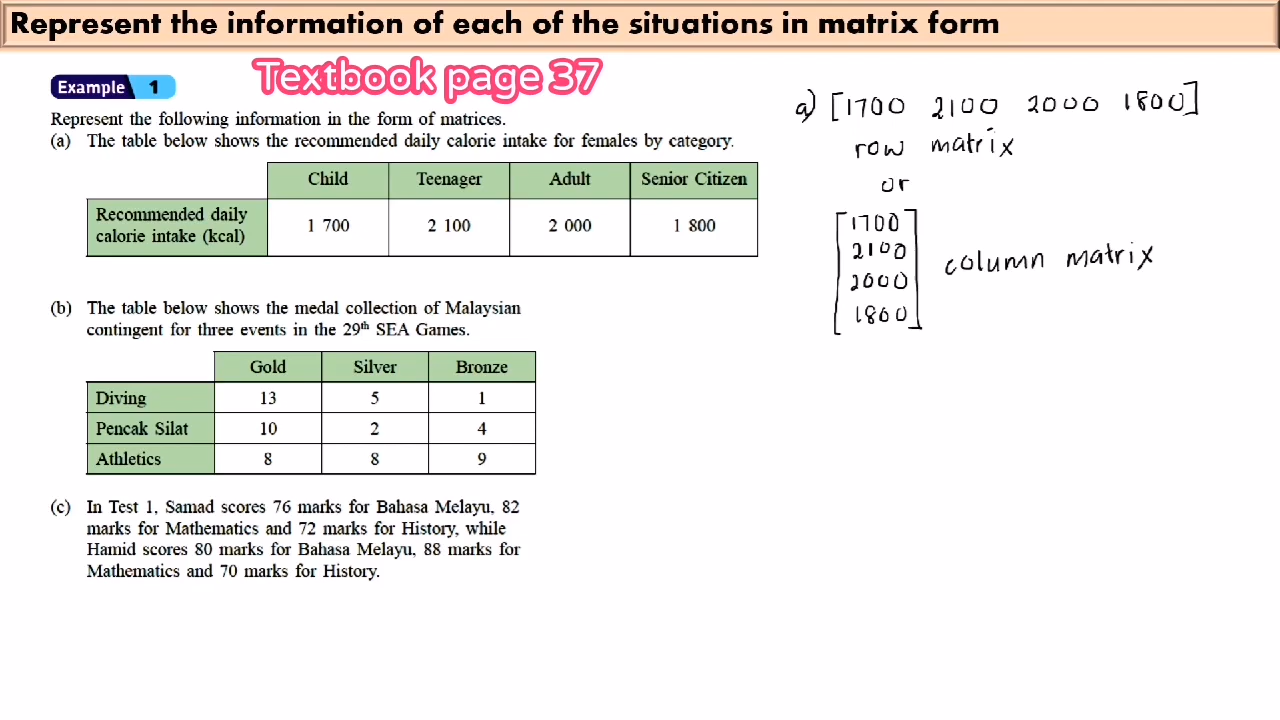 Represent the information of each of the situations in matrix form
Textbook page 37
Example 1
Represent the following information in the form of matrices.
(a) The table below shows the recommended daily calorie intake for females by category.
Child Teenager Adult Senior Citizen
Recommended daily
calorie intake (kcal)
1 700 2 100 2 000 1 800
(b) The table below shows the medal collection of Malaysian
contingent for three events in the 29th SEA Games.
Gold Silver Bronze
Diving 13 5 1
Pencak Silat 10 2 4
Athletics 8 8 9
(c) In Test 1, Samad scores 76 marks for Bahasa Melayu, 82
marks for Mathematics and 72 marks for History, while
Hamid scores 80 marks for Bahasa Melayu, 88 marks for
Mathematics and 70 marks for History.
a) [1700 2100 2000 1800]
row matrix
or
[1700
2100
2000
1800]
column matrix